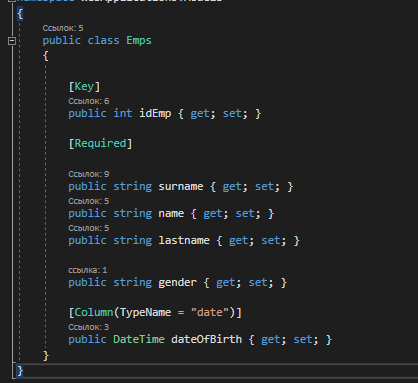 {
Ссылок: 5
public class Emps
{
[Key]
Ссылок: 6
public int idEmp { get; set; }
[Required]
Ссылок: 9
public string surname { get; set; }
Ссылок: 5
public string name { get; set; }
Ссылок: 5
public string lastname { get; set; }
ссылка: 1
public string gender { get; set; }
[Column(TypeName = "date")]
Ссылок: 3
public DateTime dateOfBirth { get; set; }
}
}